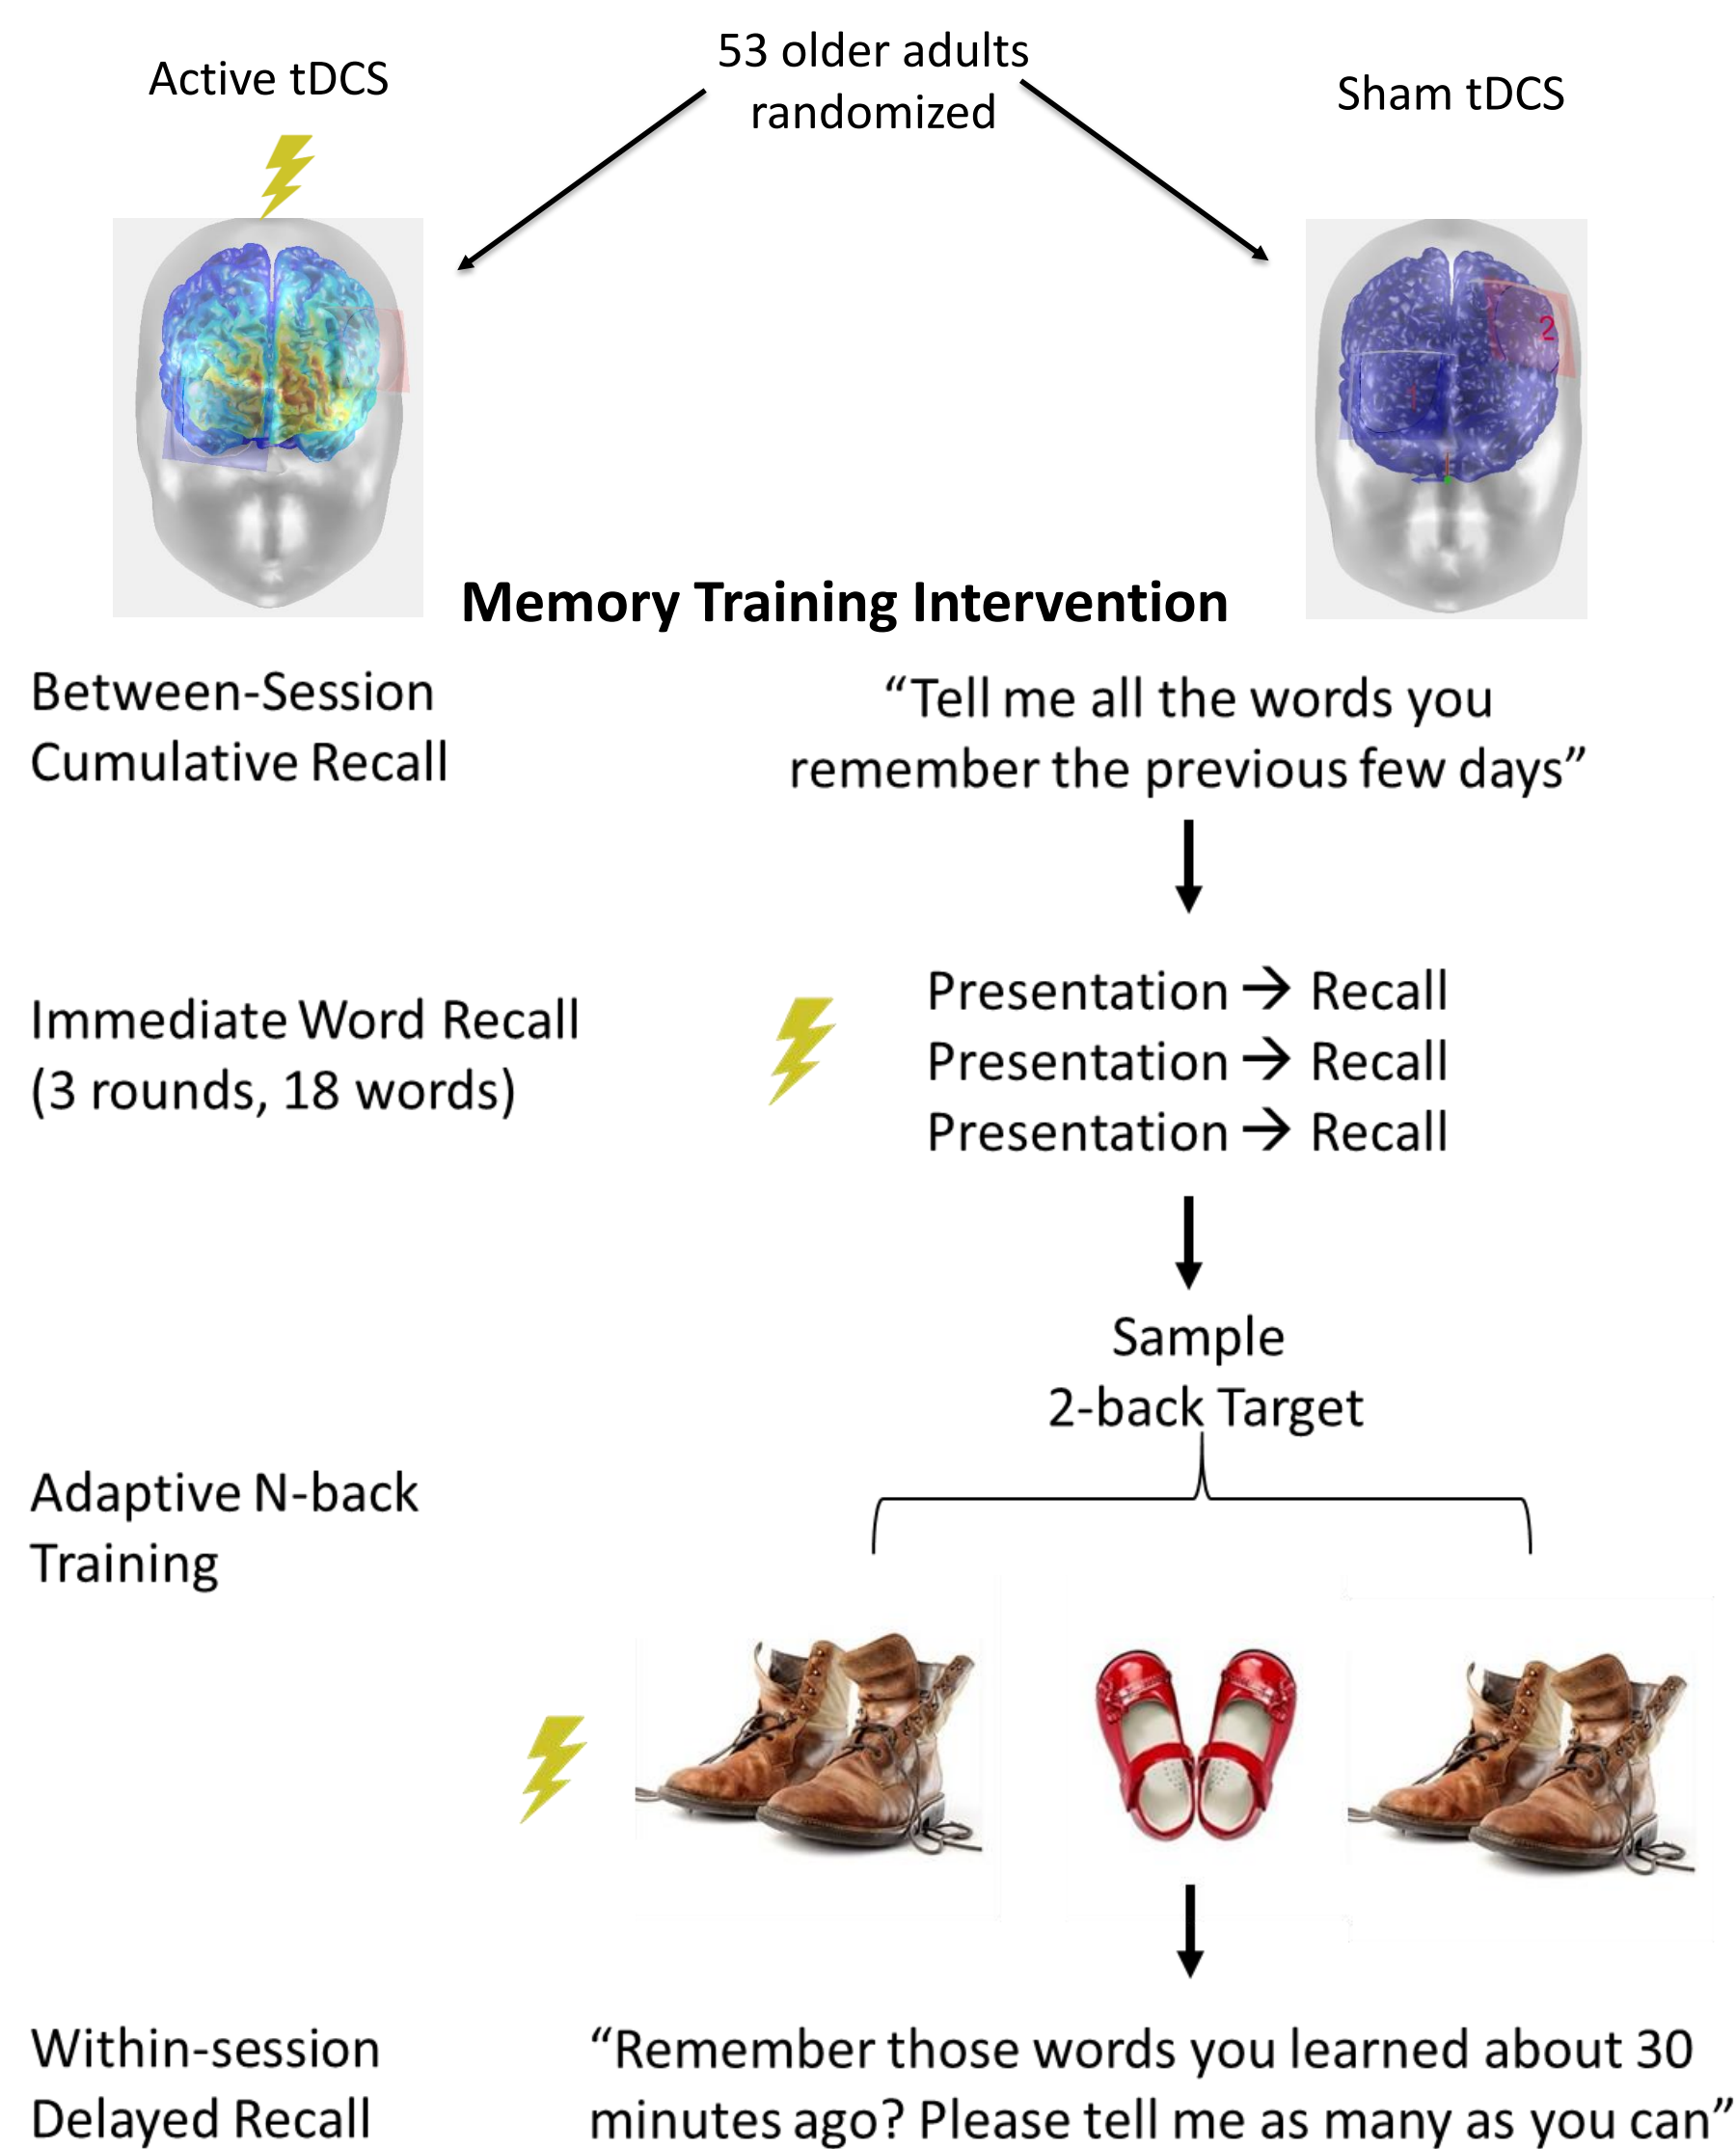 53 older adults
randomized
Active tDCS
Sham tDCS
1
2
Memory Training Intervention
Between-Session
Cumulative Recall
“Tell me all the words you
remember the previous few days”
Immediate Word Recall
(3 rounds, 18 words)
Presentation → Recall
Presentation → Recall
Presentation → Recall
Sample
2-back Target
Adaptive N-back
Training
Within-session
Delayed Recall
“Remember those words you learned about 30
minutes ago? Please tell me as many as you can”